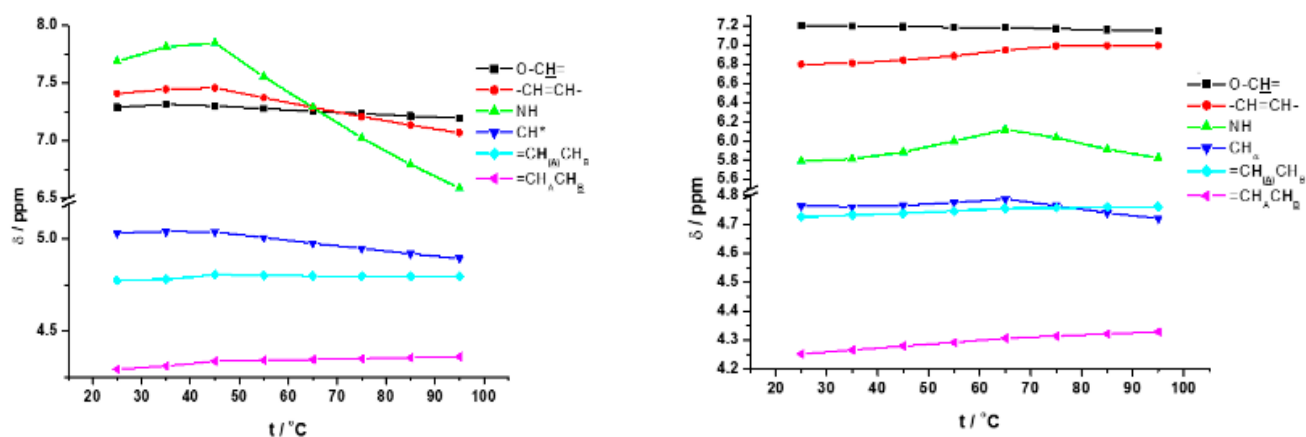 8.0
7.5
7.0
6.5
5.0
4.5
δ / ppm
20 30 40 50 60 70 80 90 100
t / °C
O-CH=
-CH=CH-
NH
CH*
=CH(A)CHB
=CHACHB
7.2
7.0
6.8
6.6
6.4
6.2
6.0
5.8
5.6
4.8
4.7
4.6
4.5
4.4
4.3
4.2
δ / ppm
20 30 40 50 60 70 80 90 100
t / °C
O-CH=
-CH=CH-
NH
CHα
=CH(A)CHB
=CHACHB